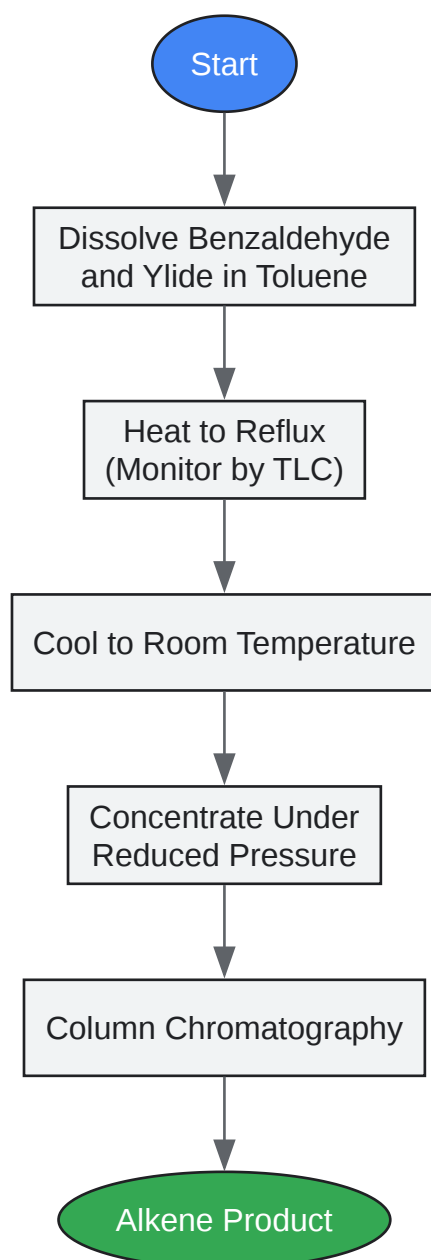 Start
Dissolve Benzaldehyde
and Ylide in Toluene
Heat to Reflux
(Monitor by TLC)
Cool to Room Temperature
Concentrate Under
Reduced Pressure
Column Chromatography
Alkene Product